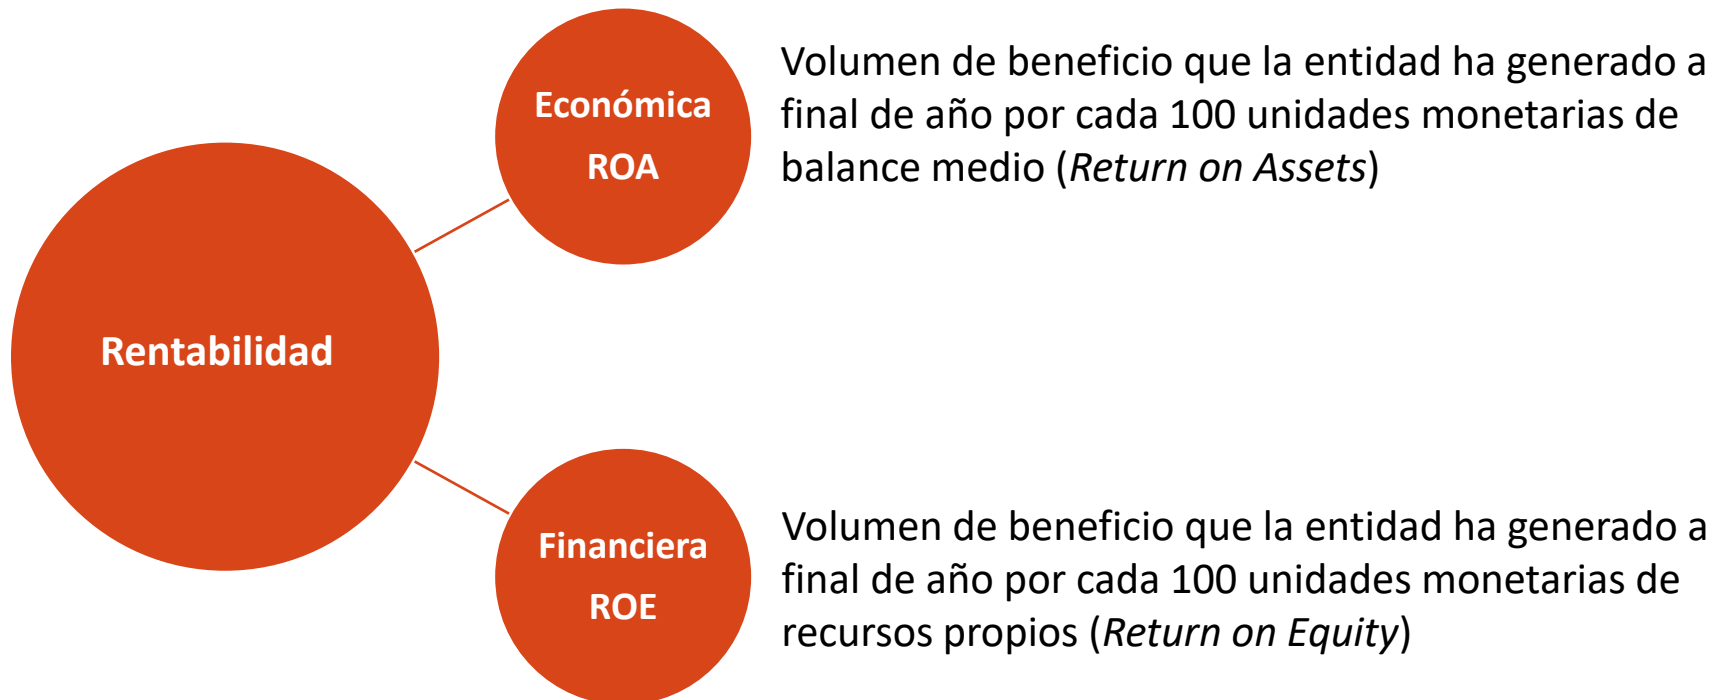 Rentabilidad
Económica
ROA
Volumen de beneficio que la entidad ha generado a
final de año por cada 100 unidades monetarias de
balance medio (Return on Assets)
Financiera
ROE
Volumen de beneficio que la entidad ha generado a
final de año por cada 100 unidades monetarias de
recursos propios (Return on Equity)